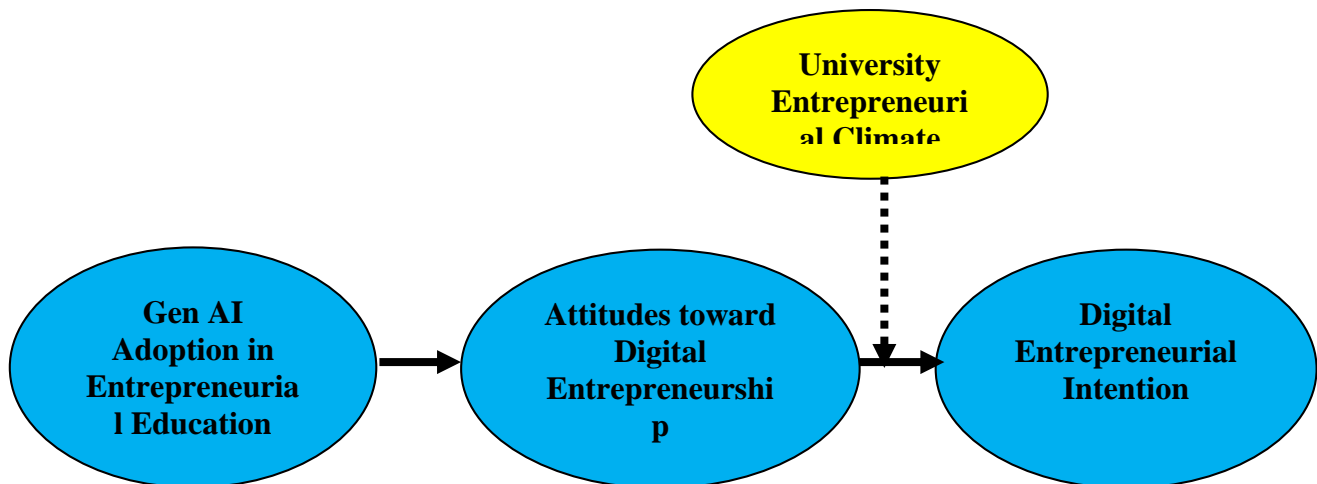 University
Entrepreneuri
al Climate
Gen AI
Adoption in
Entrepreneuria
l Education
Attitudes toward
Digital
Entrepreneurshi
p
Digital
Entrepreneurial
Intention